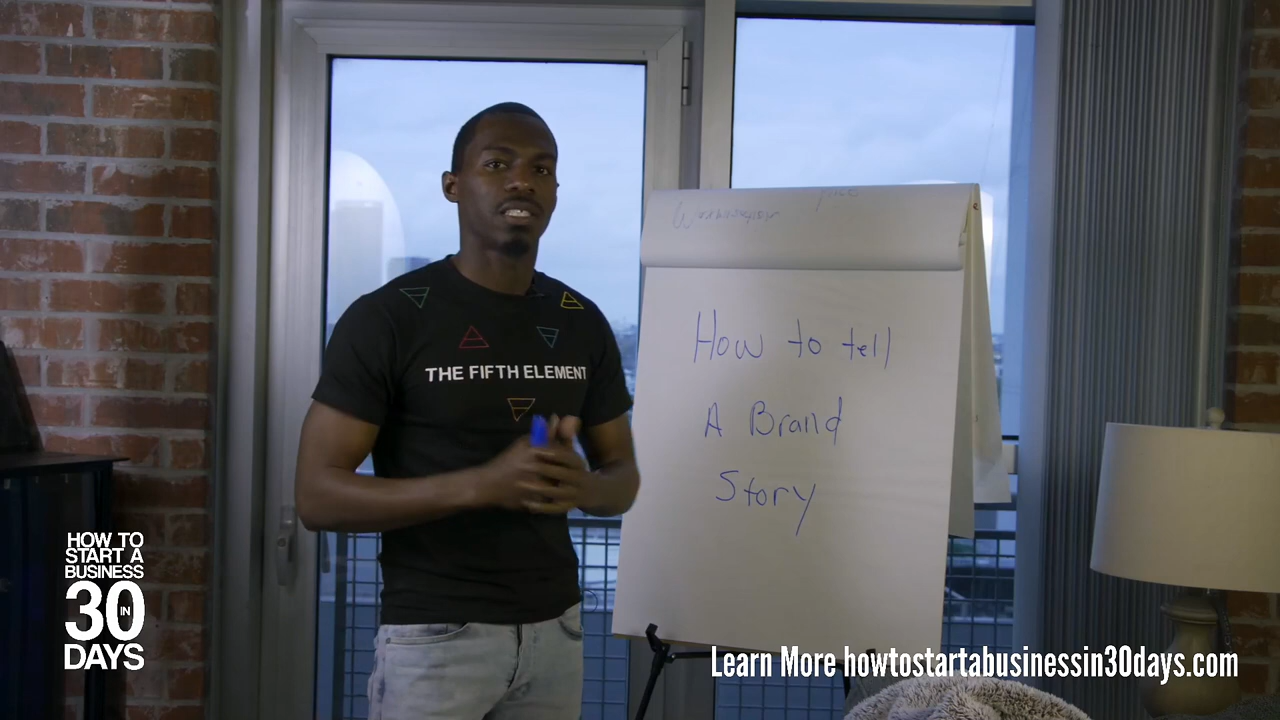 THE FIFTH ELEMENT
How to tell
A Brand
Story
HOW TO
START A
BUSINESS
30 IN
DAYS
Learn More howtostartabusinessin30days.com